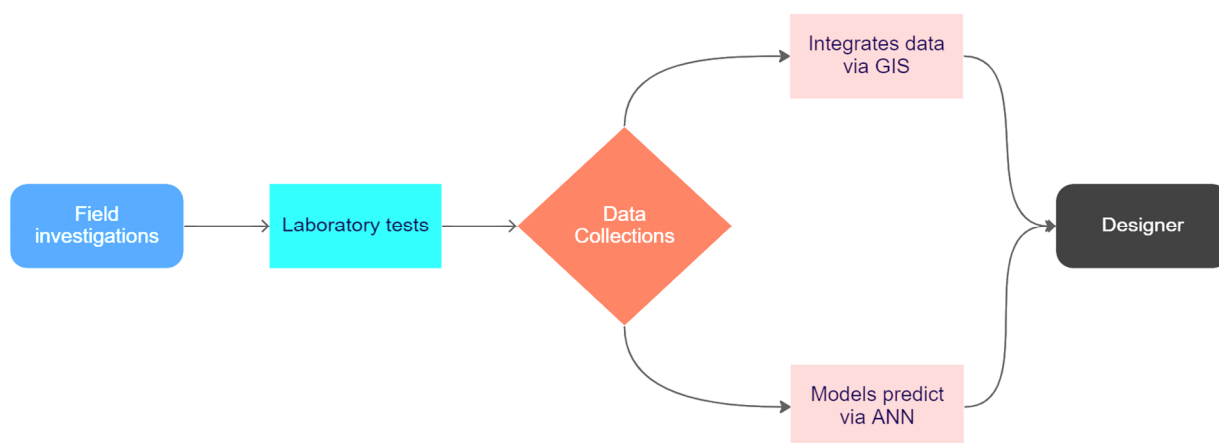 Field
investigations
Laboratory tests
Data
Collections
Integrates data
via GIS
Models predict
via ANN
Designer